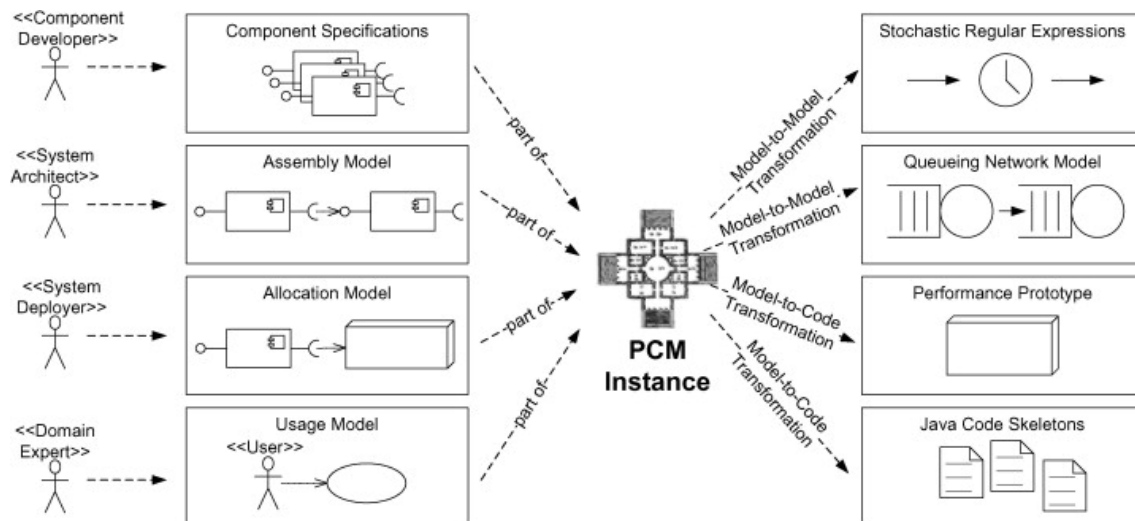 <<Component
Developer>>
Component Specifications
<<System
Architect>>
Assembly Model
<<System
Deployer>>
Allocation Model
<<Domain
Expert>>
Usage Model
<<User>>
part of
part of
part of
part of
PCM
Instance
Model-to-Model
Transformation
Model-to-Model
Transformation
Model-to-Code
Transformation
Model-to-Code
Transformation
Stochastic Regular Expressions
Queueing Network Model
Performance Prototype
Java Code Skeletons